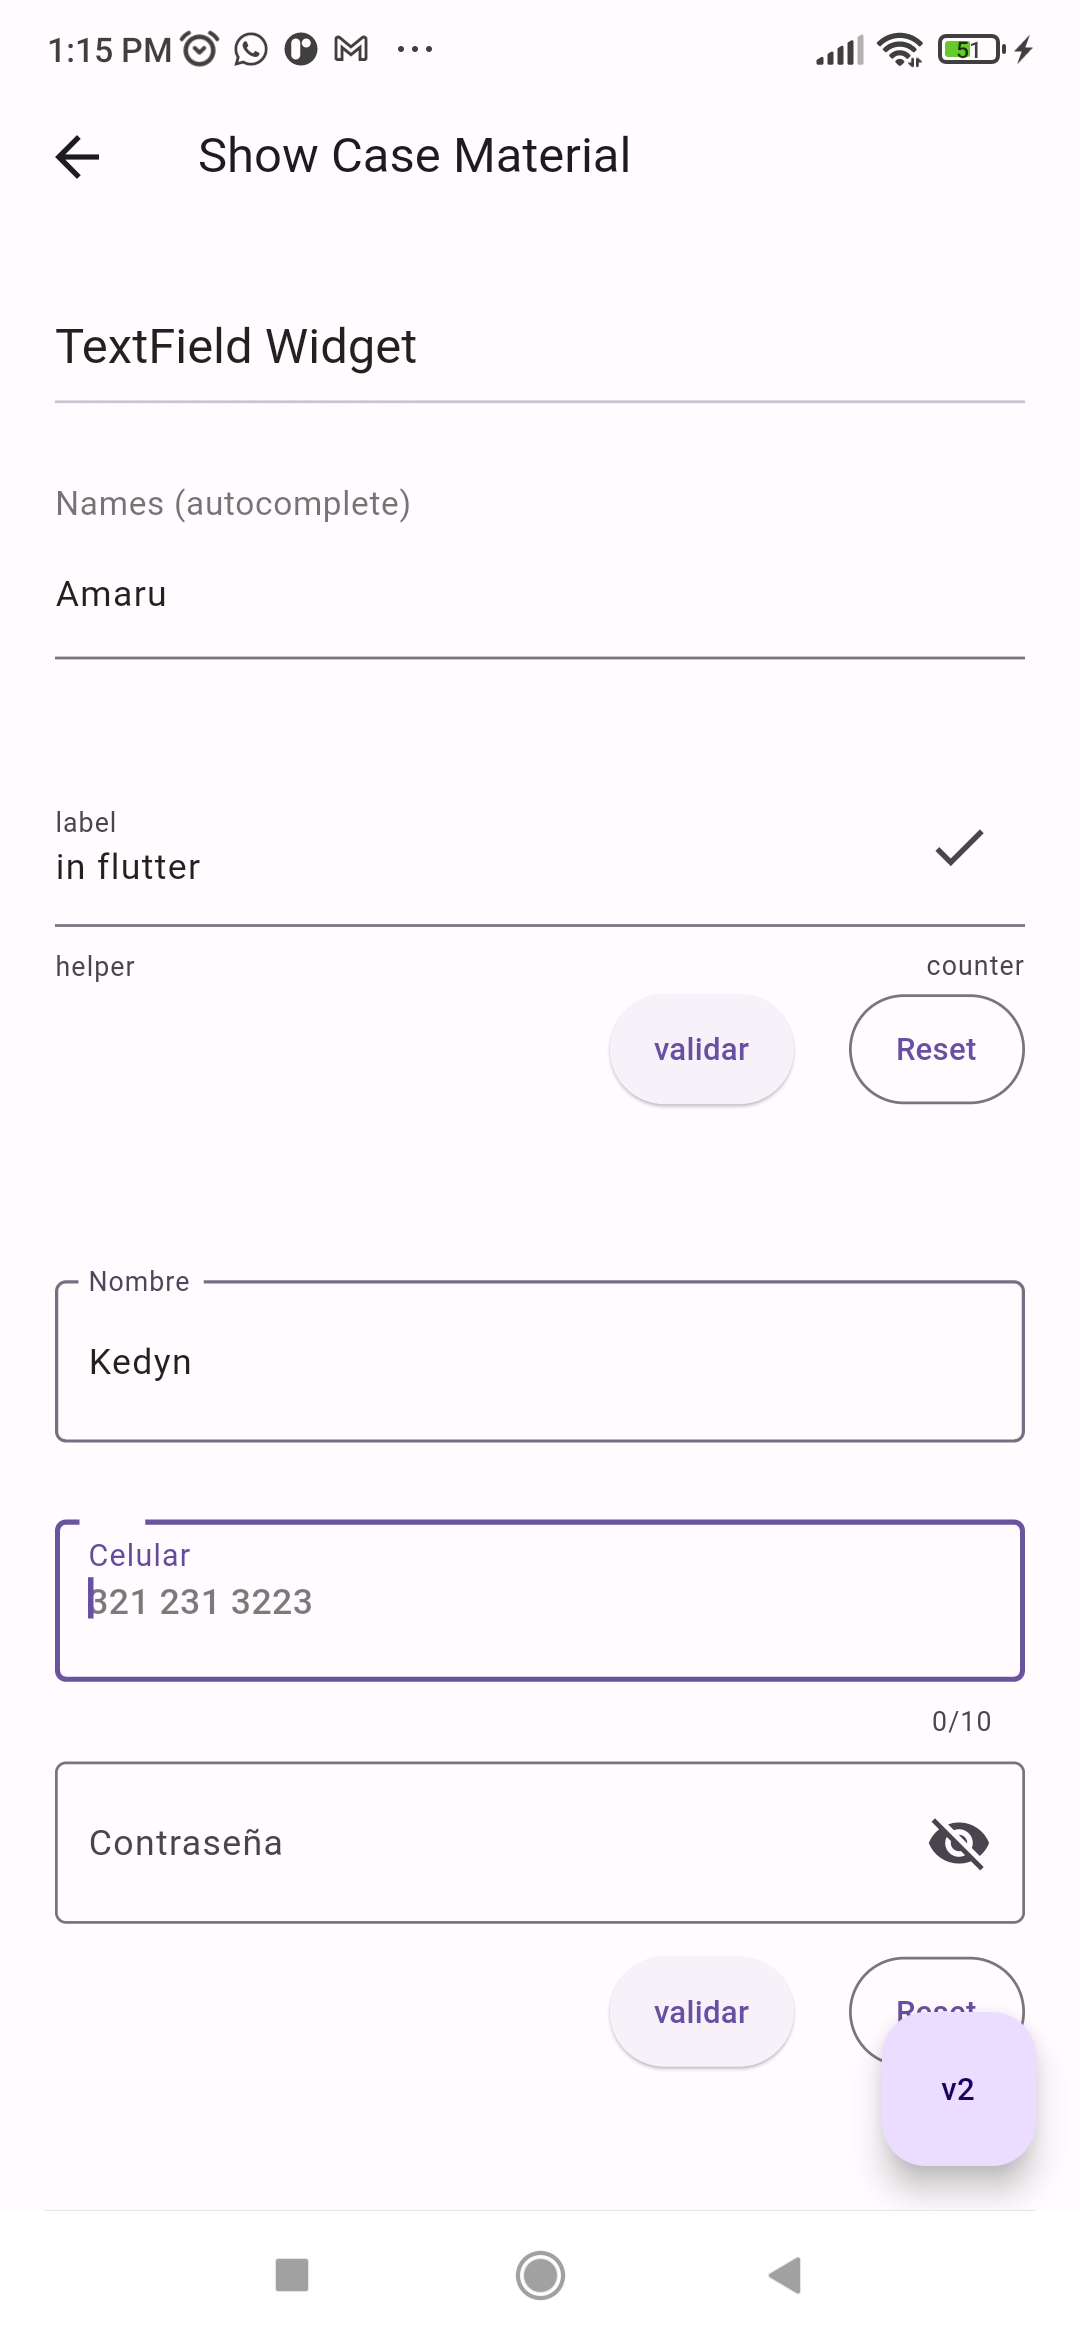 1:15 PM
51
Show Case Material
TextField Widget
Names (autocomplete)
Amaru
label
in flutter
helper
counter
validar
Reset
Nombre
Kedyn
Celular
321 231 3223
0/10
Contraseña
validar
Reset
v2